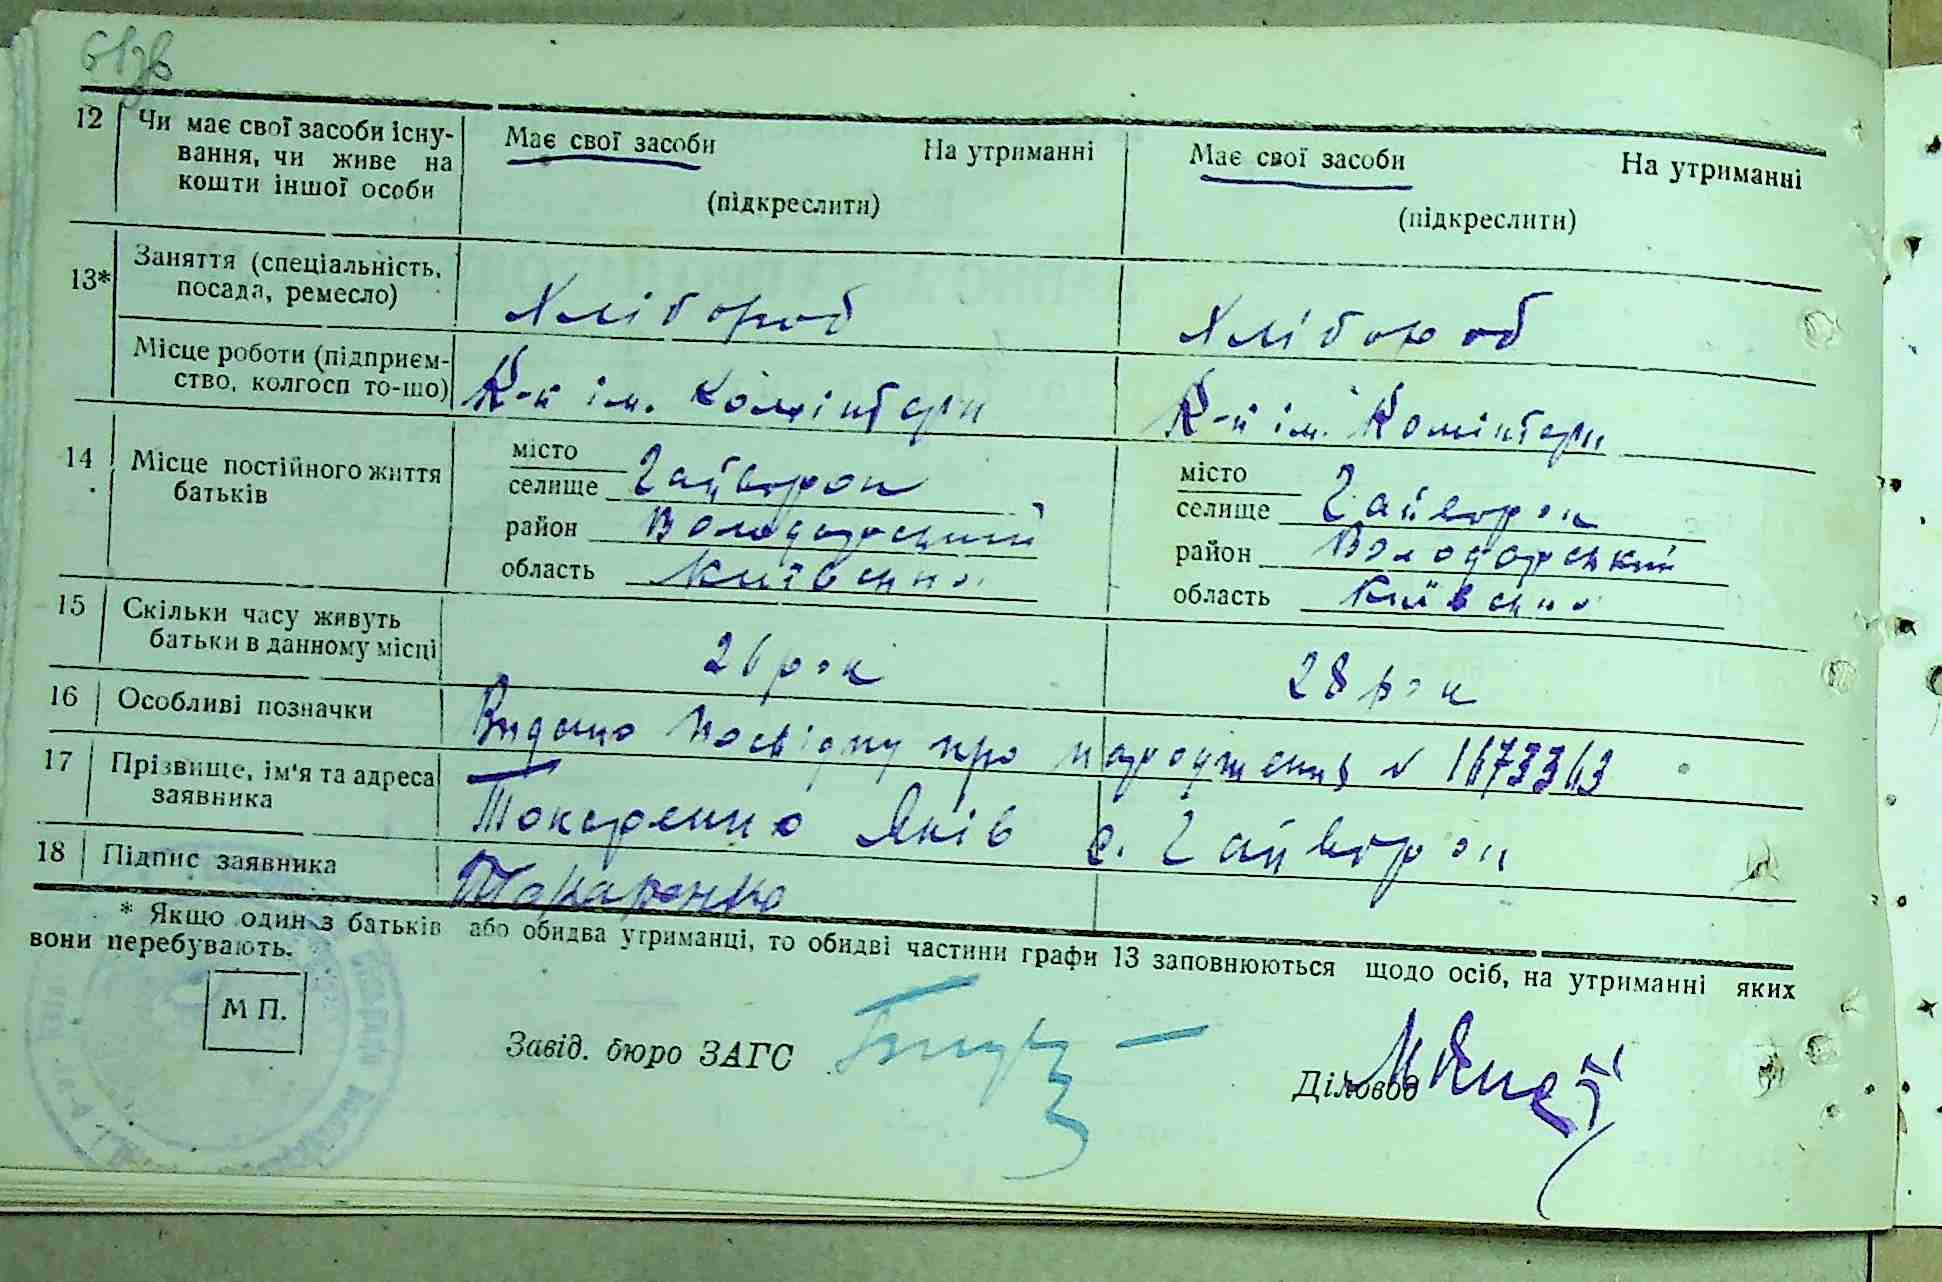 61зв
12 Чи має свої засоби існу-
вання, чи живе на
кошти іншої особи
Має свої засоби На утриманні
(підкреслити)
Має свої засоби На утриманні
(підкреслити)
13* Заняття (спеціальність,
посада, ремесло)
Хлібороб
Хлібороб
Місце роботи (підприєм-
ство, колгосп то-що)
К-п ім. Комінтерн
К-п ім. Комінтерн
14 Місце постійного життя
батьків
місто
селище Гайворон
район Володарський
область Київська
місто
селище Гайворон
район Володарський
область Київська
15 Скільки часу живуть
батьки в данному місці
26 рок
28 рок
16 Особливі позначки
Видано посвідку про народження № 1673363
17 Прізвище, ім'я та адреса
заявника
Токаренко Яків с. Гайворон
18 Підпис заявника
Токаренко
* Якщо один з батьків або обидва утриманці, то обидві частини графи 13 заповнюються щодо осіб, на утриманні яких
вони перебувають.
М П.
Завід. бюро ЗАГС
Діловод